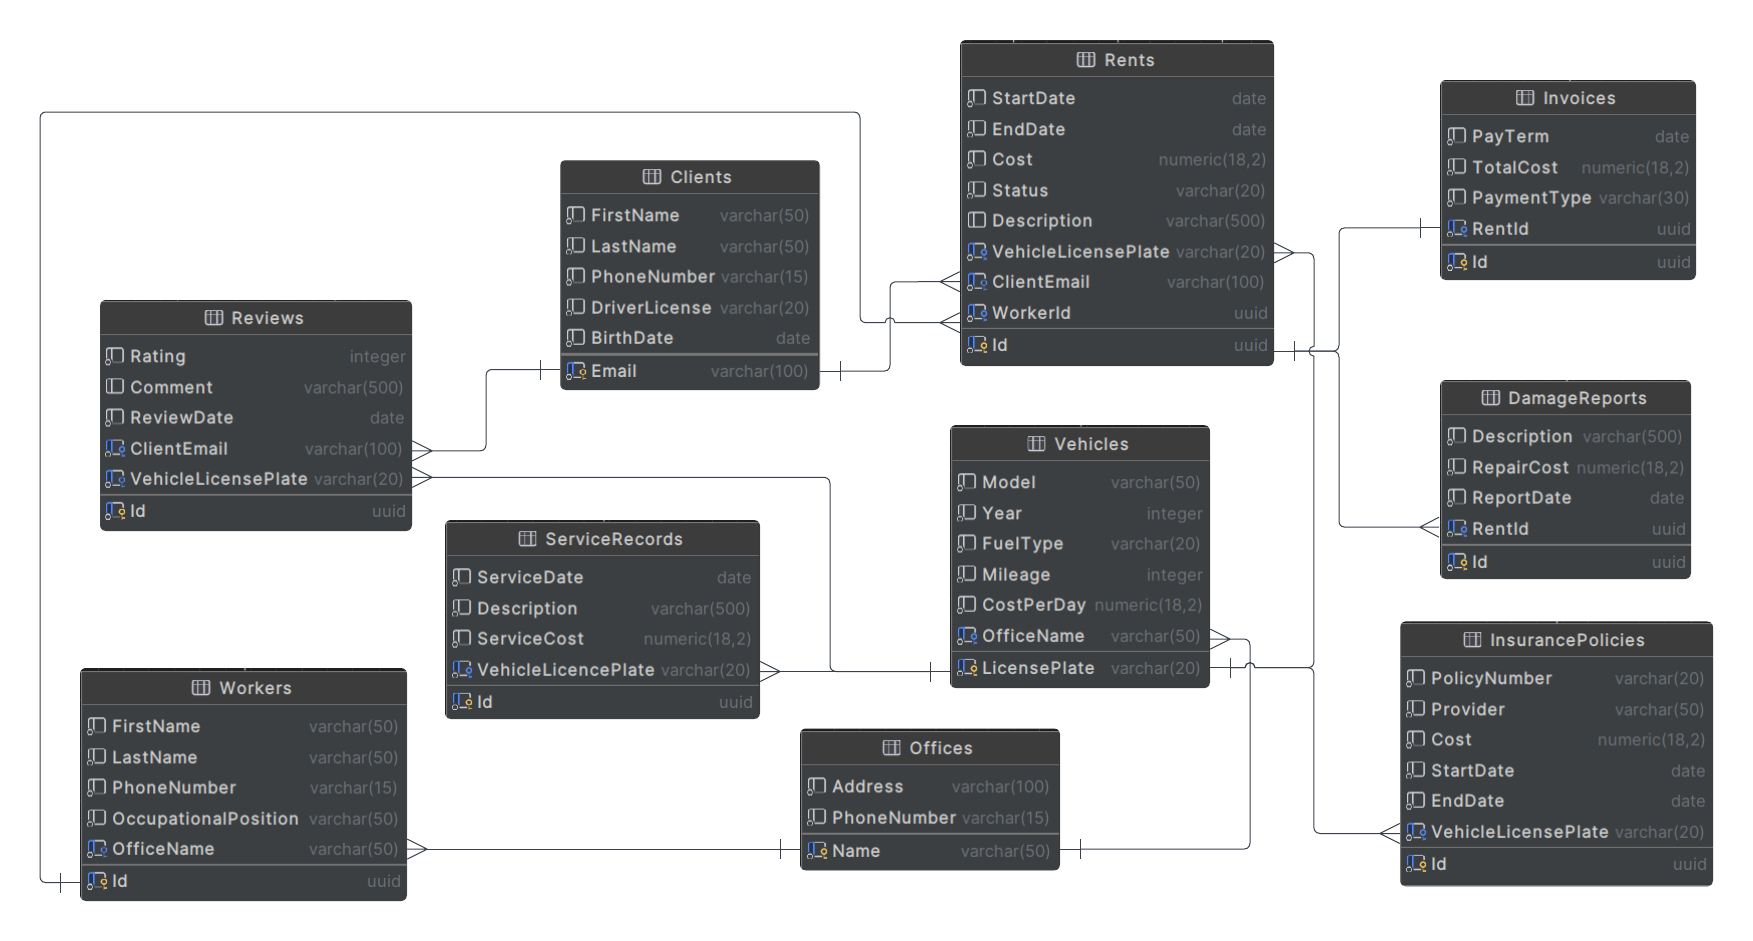 Rents
StartDate date
EndDate date
Cost numeric(18,2)
Status varchar(20)
Description varchar(500)
VehicleLicensePlate varchar(20)
ClientEmail varchar(100)
WorkerId uuid
Id uuid
Invoices
PayTerm date
TotalCost numeric(18,2)
PaymentType varchar(30)
RentId uuid
Id uuid
Clients
FirstName varchar(50)
LastName varchar(50)
PhoneNumber varchar(15)
DriverLicense varchar(20)
BirthDate date
Email varchar(100)
Reviews
Rating integer
Comment varchar(500)
ReviewDate date
ClientEmail varchar(100)
VehicleLicensePlate varchar(20)
Id uuid
DamageReports
Description varchar(500)
RepairCost numeric(18,2)
ReportDate date
RentId uuid
Id uuid
Vehicles
Model varchar(50)
Year integer
FuelType varchar(20)
Mileage integer
CostPerDay numeric(18,2)
OfficeName varchar(50)
LicensePlate varchar(20)
ServiceRecords
ServiceDate date
Description varchar(500)
ServiceCost numeric(18,2)
VehicleLicencePlate varchar(20)
Id uuid
InsurancePolicies
PolicyNumber varchar(20)
Provider varchar(50)
Cost numeric(18,2)
StartDate date
EndDate date
VehicleLicensePlate varchar(20)
Id uuid
Workers
FirstName varchar(50)
LastName varchar(50)
PhoneNumber varchar(15)
OccupationalPosition varchar(50)
OfficeName varchar(50)
Id uuid
Offices
Address varchar(100)
PhoneNumber varchar(15)
Name varchar(50)